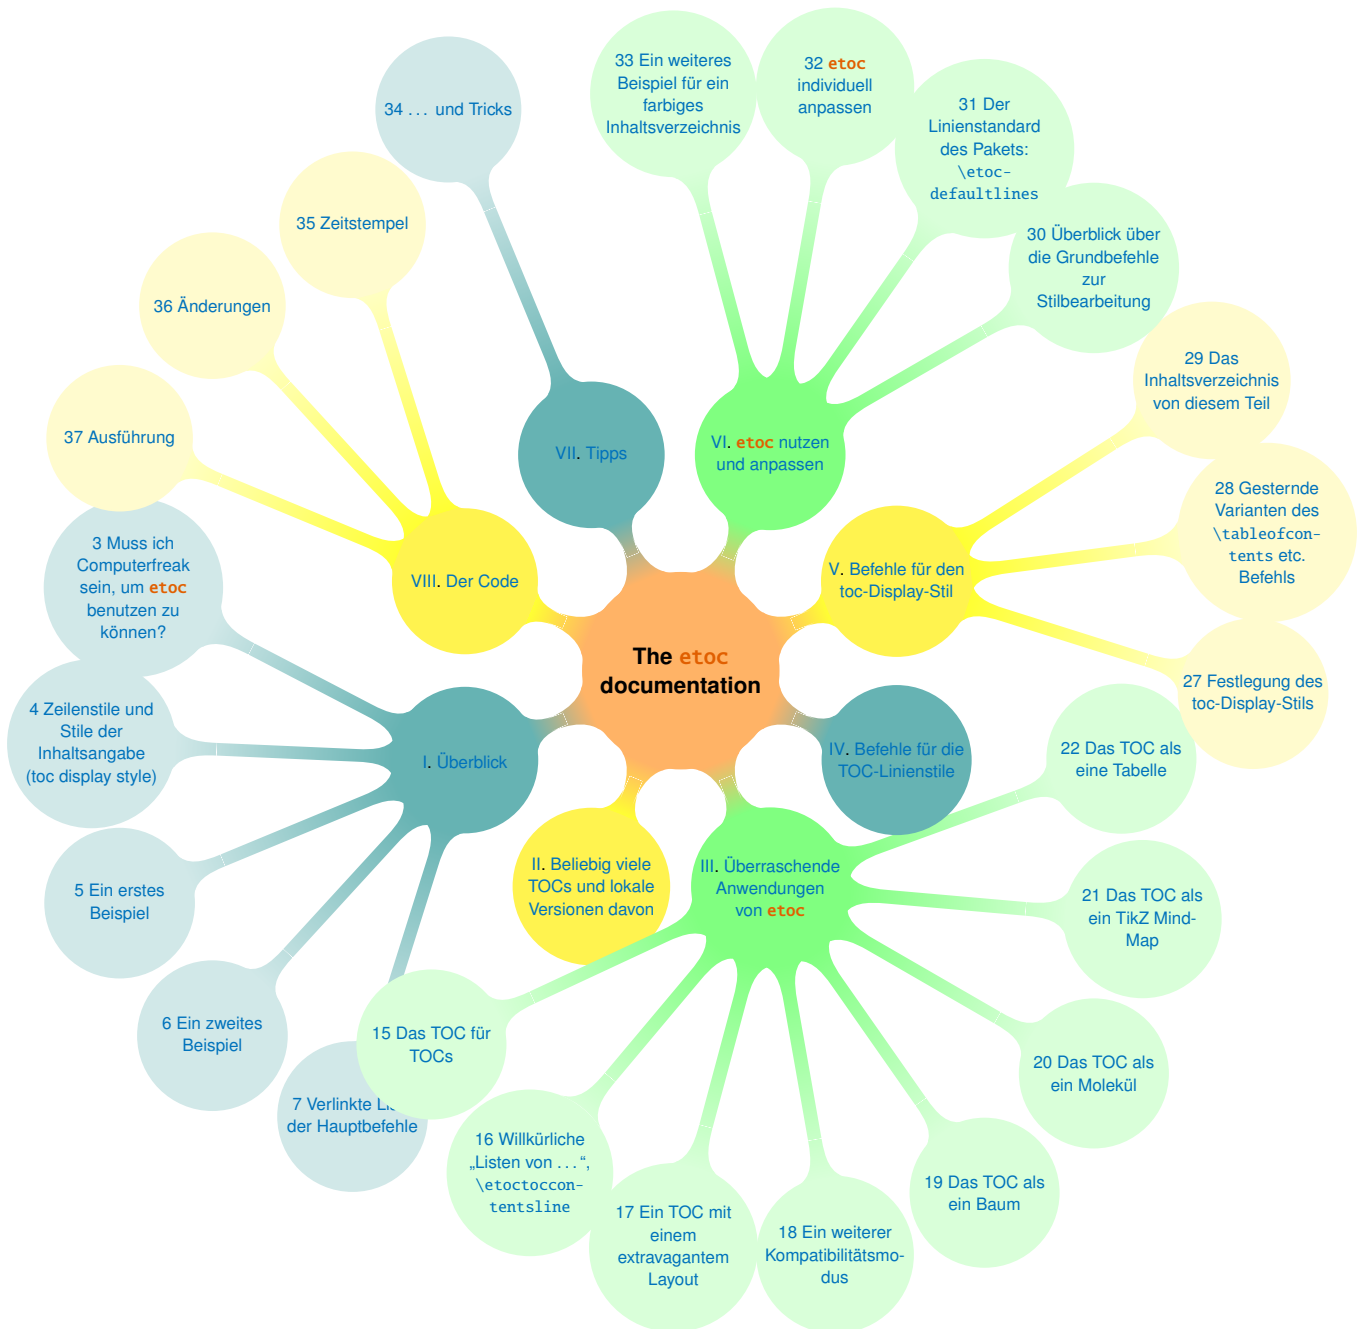 The etoc
documentation
I. Überblick
3 Muss ich
Computerfreak
sein, um etoc
benutzen zu
können?
4 Zeilenstile und
Stile der
Inhaltsangabe
(toc display style)
5 Ein erstes
Beispiel
6 Ein zweites
Beispiel
7 Verlinkte
der Hauptbefehle
II. Beliebig viele
TOCs und lokale
Versionen davon
III. Überraschende
Anwendungen
von etoc
15 Das TOC für
TOCs
16 Willkürliche
„Listen von . . . “,
\etoctoccon-
tentsline
17 Ein TOC mit
einem
extravagantem
Layout
18 Ein weiterer
Kompatibilitätsmo-
dus
19 Das TOC als
ein Baum
20 Das TOC als
ein Molekül
21 Das TOC als
ein TikZ Mind-
Map
22 Das TOC als
eine Tabelle
IV. Befehle für die
TOC-Linienstile
V. Befehle für den
toc-Display-Stil
27 Festlegung des
toc-Display-Stils
28 Gesternde
Varianten des
\tableofcon-
tents etc.
Befehls
29 Das
Inhaltsverzeichnis
von diesem Teil
VI. etoc nutzen
und anpassen
30 Überblick über
die Grundbefehle
zur
Stilbearbeitung
31 Der
Linienstandard
des Pakets:
\etoc-
defaultlines
32 etoc
individuell
anpassen
33 Ein weiteres
Beispiel für ein
farbiges
Inhaltsverzeichnis
VII. Tipps
34 . . . und Tricks
VIII. Der Code
35 Zeitstempel
36 Änderungen
37 Ausführung